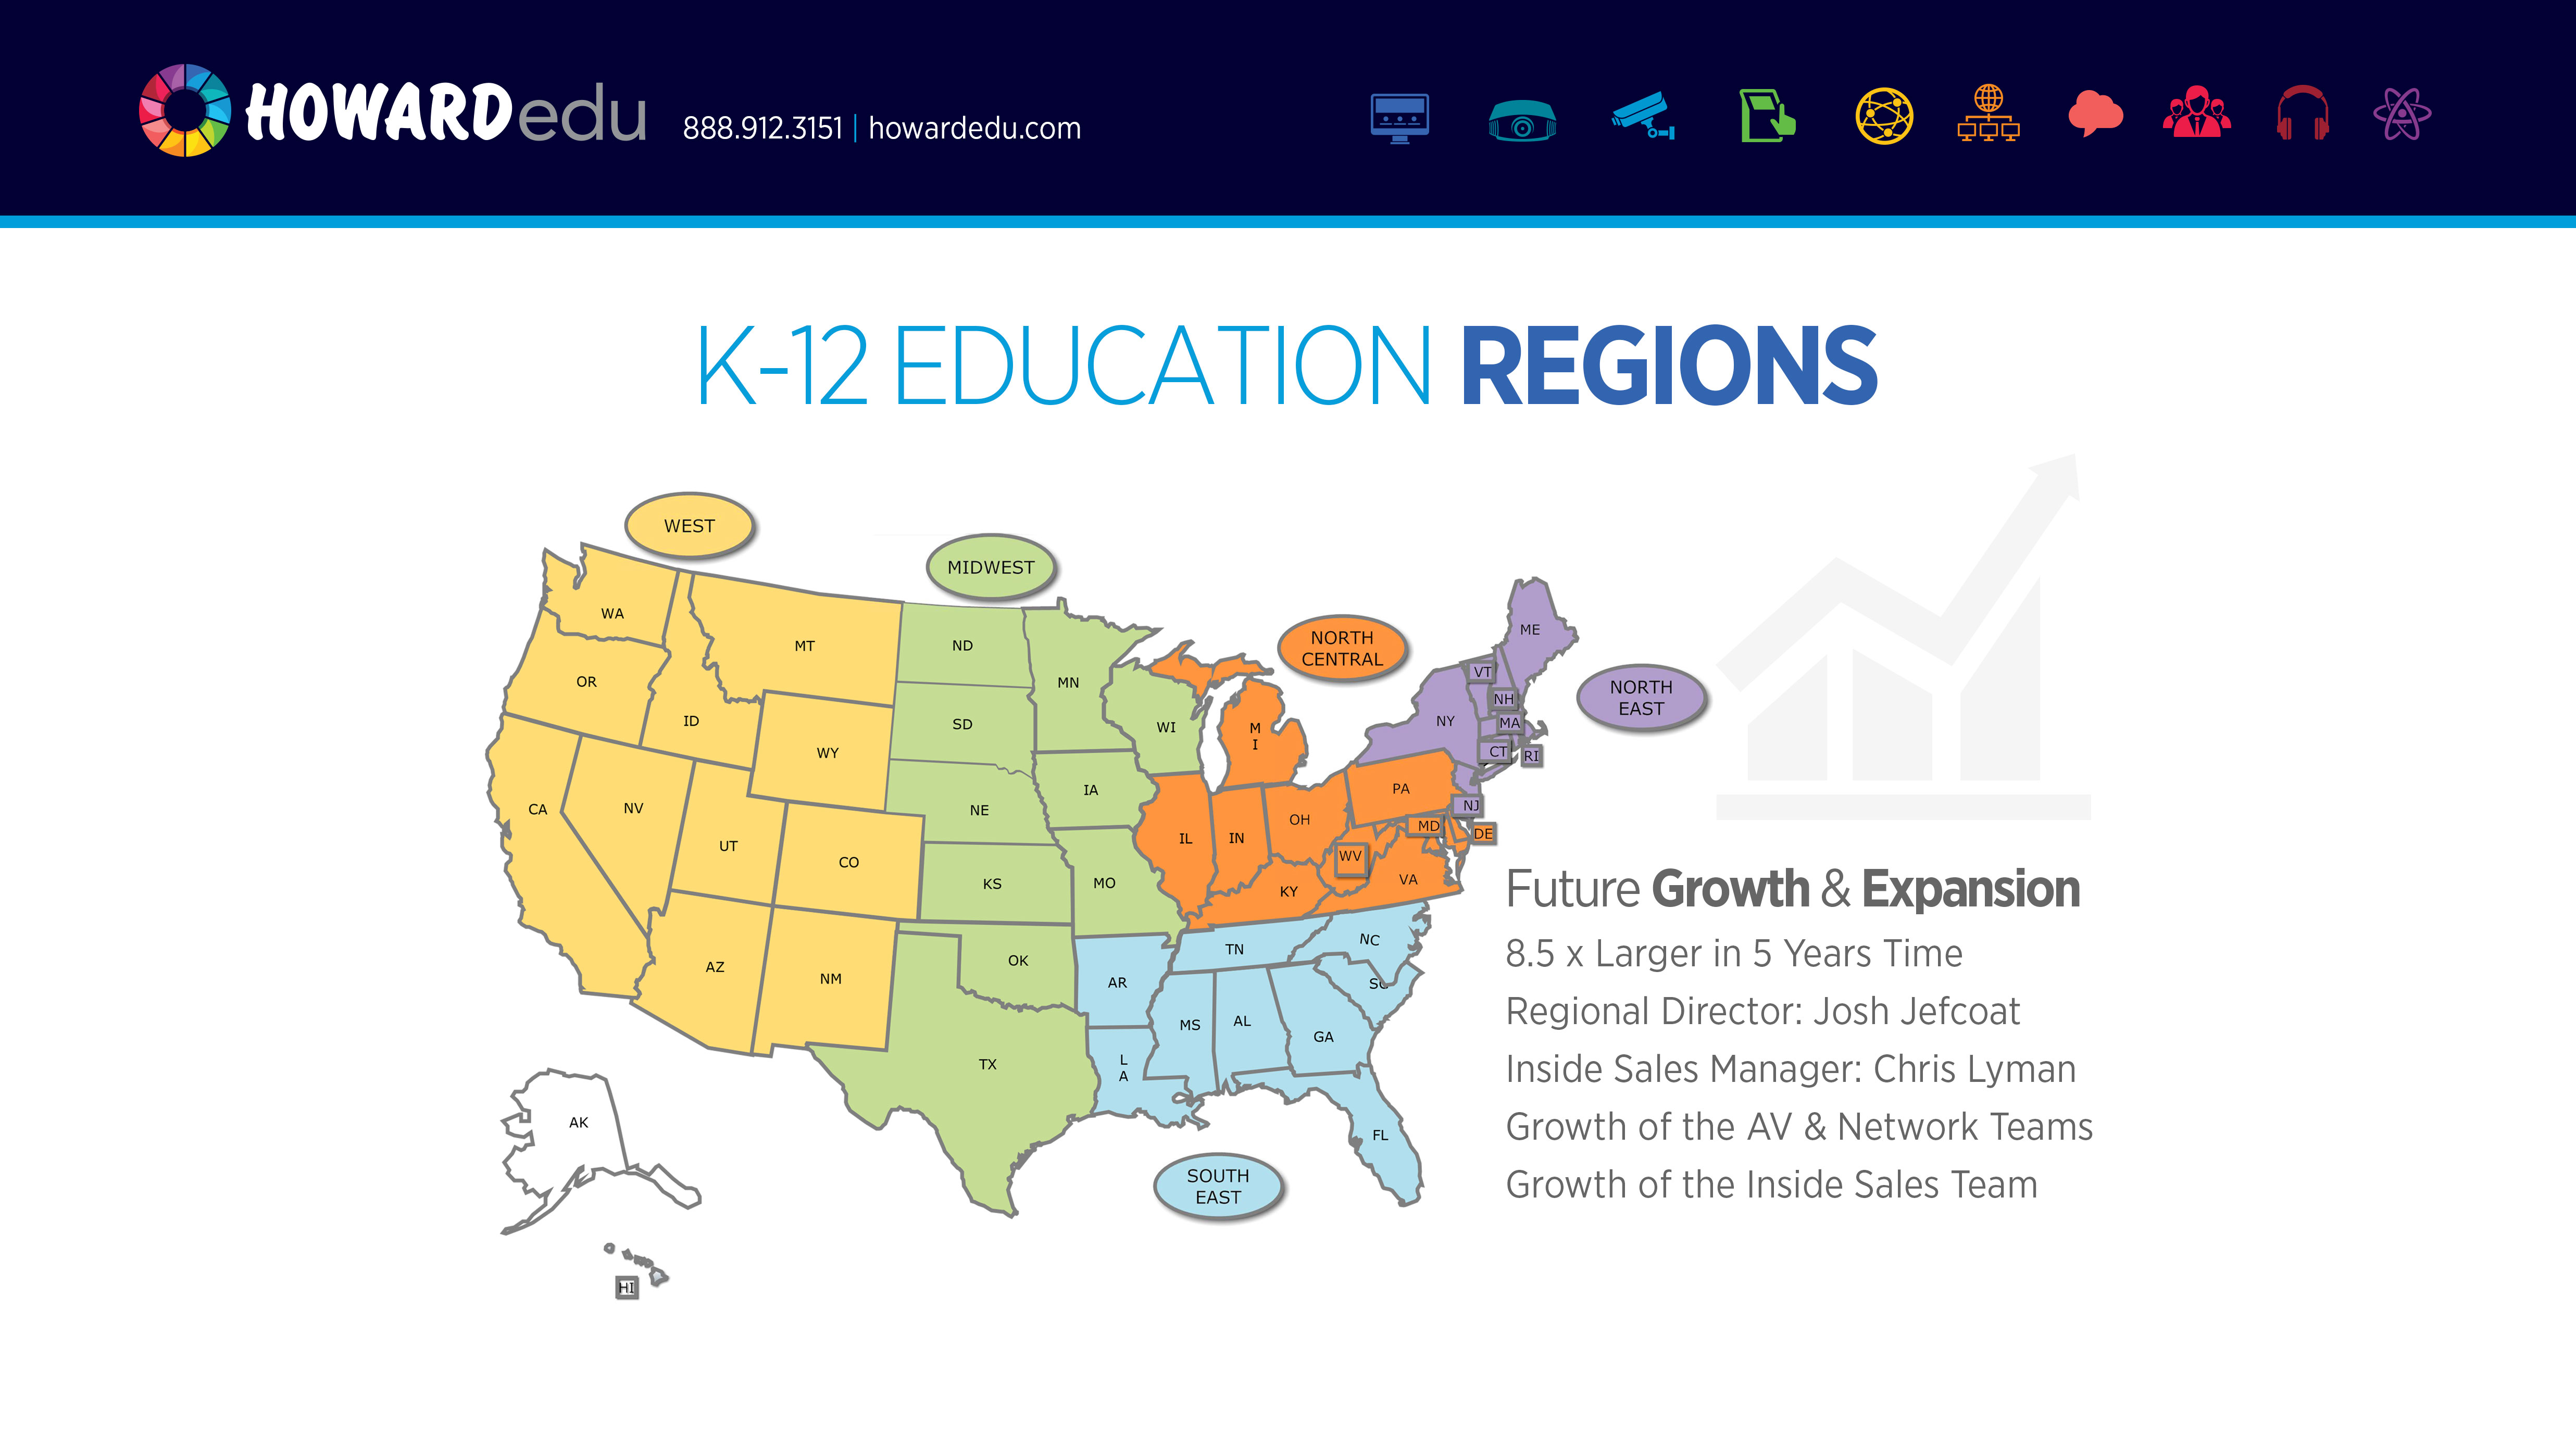 HOWARD edu
888.912.3151 | howardedu.com
K-12 EDUCATION REGIONS
WEST
MIDWEST
NORTH
CENTRAL
NORTH
EAST
SOUTH
EAST
WA
OR
CA
NV
ID
MT
WY
UT
CO
AZ
NM
ND
SD
NE
KS
OK
TX
MN
IA
MO
WI
IL
IN
M
I
OH
KY
WV
VA
PA
MD
DE
NJ
NY
CT
RI
MA
NH
VT
ME
AR
L
A
MS
AL
TN
GA
FL
SC
NC
AK
HI
Future Growth & Expansion
8.5 x Larger in 5 Years Time
Regional Director: Josh Jefcoat
Inside Sales Manager: Chris Lyman
Growth of the AV & Network Teams
Growth of the Inside Sales Team